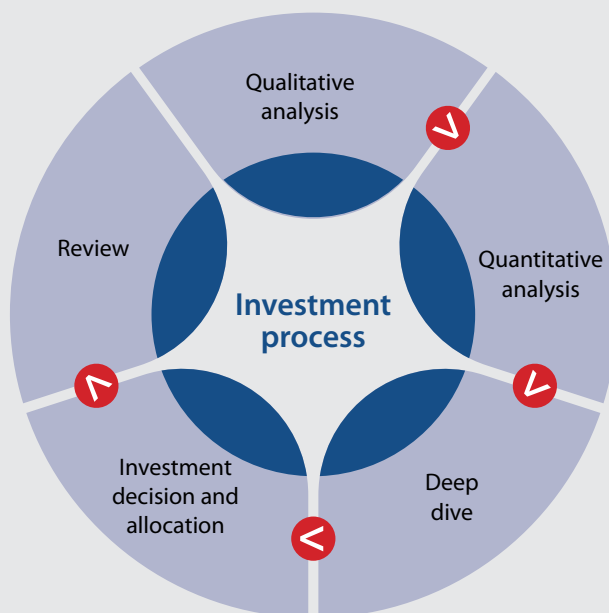 Qualitative
analysis
Quantitative
analysis
Deep
dive
Investment
decision and
allocation
Review
Investment
process